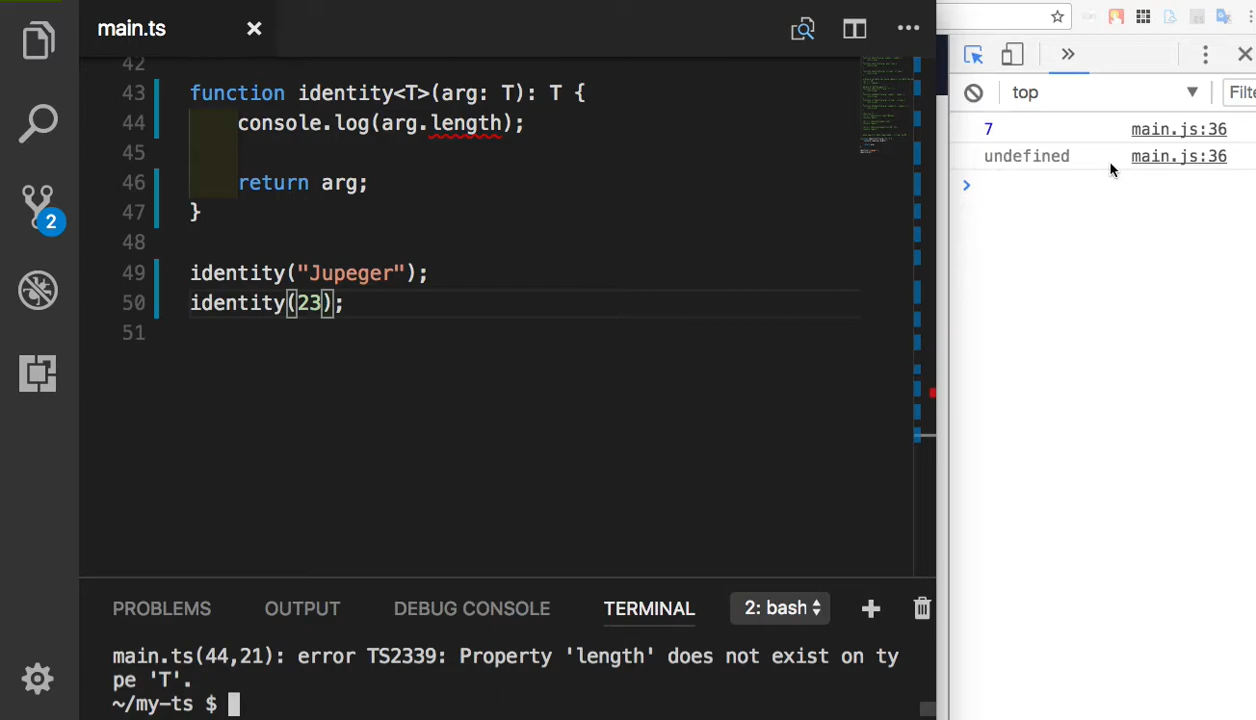 main.ts
42
43 function identity<T>(arg: T): T {
44 console.log(arg.length);
45
46 return arg;
47 }
48
49 identity("Jupeger");
50 identity(23);
51
2
PROBLEMS OUTPUT DEBUG CONSOLE TERMINAL 2: bash
main.ts(44,21): error TS2339: Property 'length' does not exist on ty
pe 'T'.
~/my-ts $
top Filte
7 main.js:36
undefined main.js:36